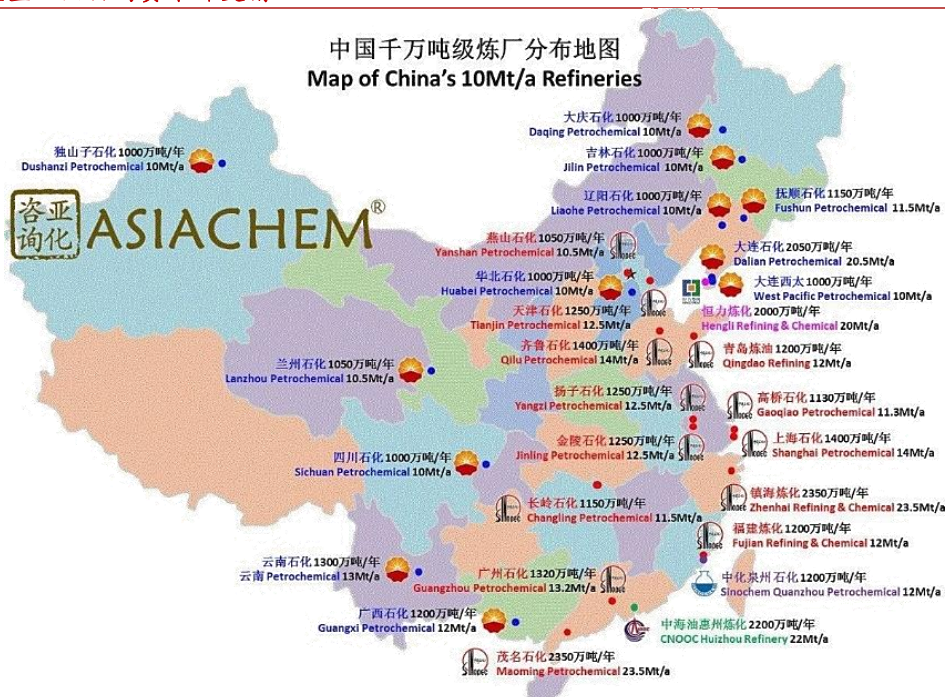 中国千万吨级炼厂分布地图
Map of China's 10Mt/a Refineries
大庆石化1000万吨/年
Daqing Petrochemical 10Mt/a
独山子石化1000万吨/年
Dushanzi Petrochemical 10Mt/a
吉林石化1000万吨/年
Jilin Petrochemical 10Mt/a
辽阳石化1000万吨/年
Liaohe Petrochemical 10Mt/a
抚顺石化1150万吨/年
Fushun Petrochemical 11.5Mt/a
咨亚
询化
ASIACHEM®
燕山石化1050万吨/年
Yanshan Petrochemical 10.5Mt/a
大连石化2050万吨/年
Dalian Petrochemical 20.5Mt/a
华北石化1000万吨/年
Huabei Petrochemical 10Mt/a
大连西太1000万吨/年
West Pacific Petrochemical 10Mt/a
天津石化1250万吨/年
Tianjin Petrochemical 12.5Mt/a
恒力炼化2000万吨/年
Hengli Refining & Chemical 20Mt/a
齐鲁石化1400万吨/年
Qilu Petrochemical 14Mt/a
青岛炼油1200万吨/年
Qingdao Refining 12Mt/a
兰州石化1050万吨/年
Lanzhou Petrochemical 10.5Mt/a
扬子石化1250万吨/年
Yangzi Petrochemical 12.5Mt/a
高桥石化1130万吨/年
Gaoqiao Petrochemical 11.3Mt/a
金陵石化1250万吨/年
Jinling Petrochemical 12.5Mt/a
上海石化1400万吨/年
Shanghai Petrochemical 14Mt/a
四川石化1000万吨/年
Sichuan Petrochemical 10Mt/a
长岭石化1150万吨/年
Changling Petrochemical 11.5Mt/a
镇海炼化2350万吨/年
Zhenhai Refining & Chemical 23.5Mt/a
福建炼化1200万吨/年
Fujian Refining & Chemical 12Mt/a
云南石化1300万吨/年
云南 Petrochemical 13Mt/a
广州石化1320万吨/年
Guangzhou Petrochemical 13.2Mt/a
中化泉州石化1200万吨/年
Sinochem Quanzhou Petrochemical 12Mt/a
广西石化1200万吨/年
Guangxi Petrochemical 12Mt/a
中海油惠州炼化2200万吨/年
CNOOC Huizhou Refinery 22Mt/a
茂名石化2350万吨/年
Maoming Petrochemical 23.5Mt/a